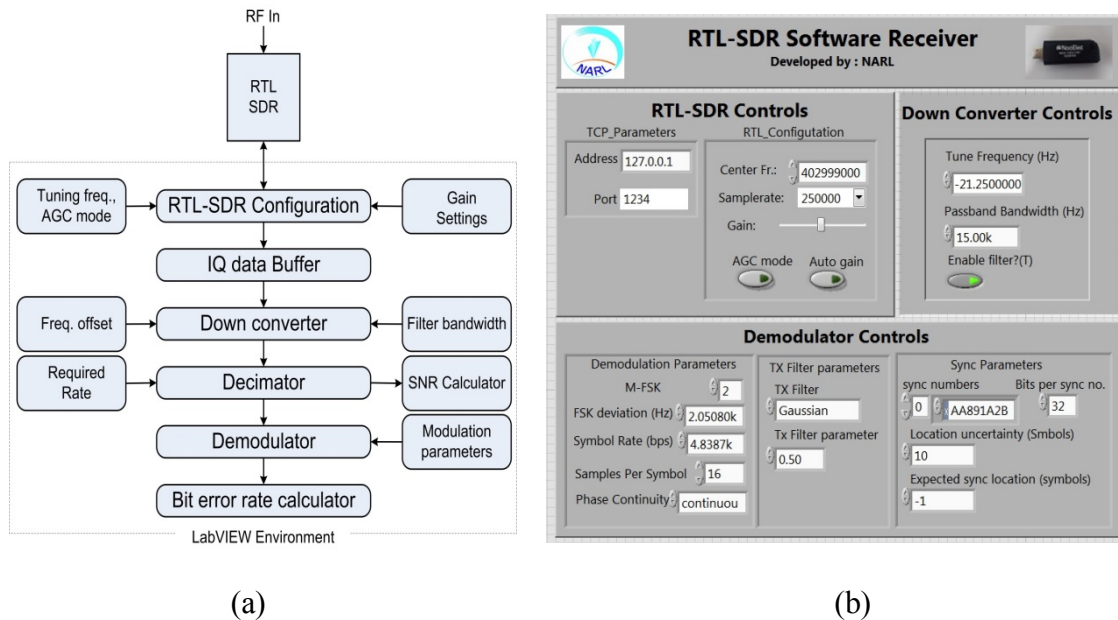 RF In
RTL
SDR
Tuning freq.,
AGC mode
RTL-SDR Configuration
Gain
Settings
IQ data Buffer
Freq. offset
Down converter
Filter bandwidth
Required
Rate
Decimator
SNR Calculator
Demodulator
Modulation
parameters
Bit error rate calculator
LabVIEW Environment
(a)
RTL-SDR Software Receiver
Developed by : NARL
NARL
NooElec
RTL-SDR Controls
TCP_Parameters
Address 127.0.0.1
Port 1234
RTL_Configutation
Center Fr.: 402999000
Samplerate: 250000
Gain:
AGC mode Auto gain
Down Converter Controls
Tune Frequency (Hz)
-21.2500000
Passband Bandwidth (Hz)
15.00k
Enable filter?(T)
Demodulator Controls
Demodulation Parameters
M-FSK 2
FSK deviation (Hz) 2.05080k
Symbol Rate (bps) 4.8387k
Samples Per Symbol 16
Phase Continuity continuou
TX Filter parameters
TX Filter
Gaussian
Tx Filter parameter
0.50
Sync Parameters
sync numbers Bits per sync no.
0 xAA891A2B 32
Location uncertainty (Smbols)
10
Expected sync location (symbols)
-1
(b)